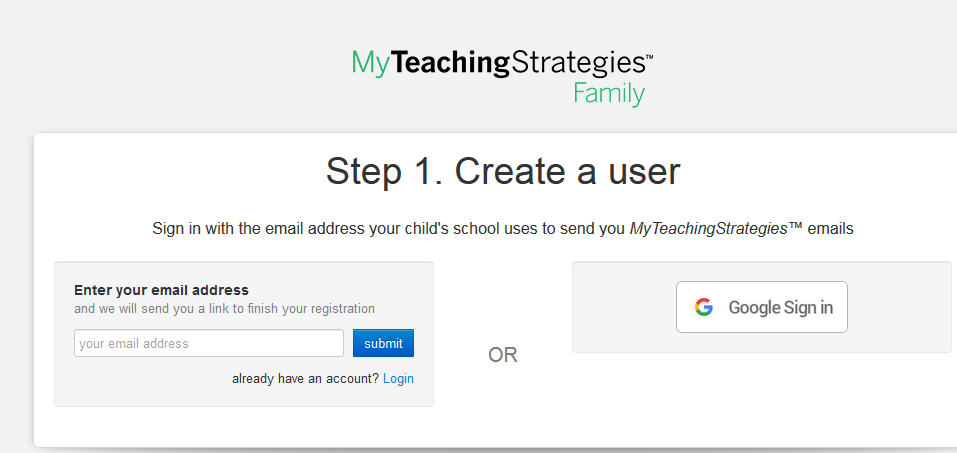 MyTeachingStrategies™
Family
Step 1. Create a user
Sign in with the email address your child's school uses to send you MyTeachingStrategies™ emails
Enter your email address
and we will send you a link to finish your registration
your email address
submit
already have an account? Login
OR
Google Sign in